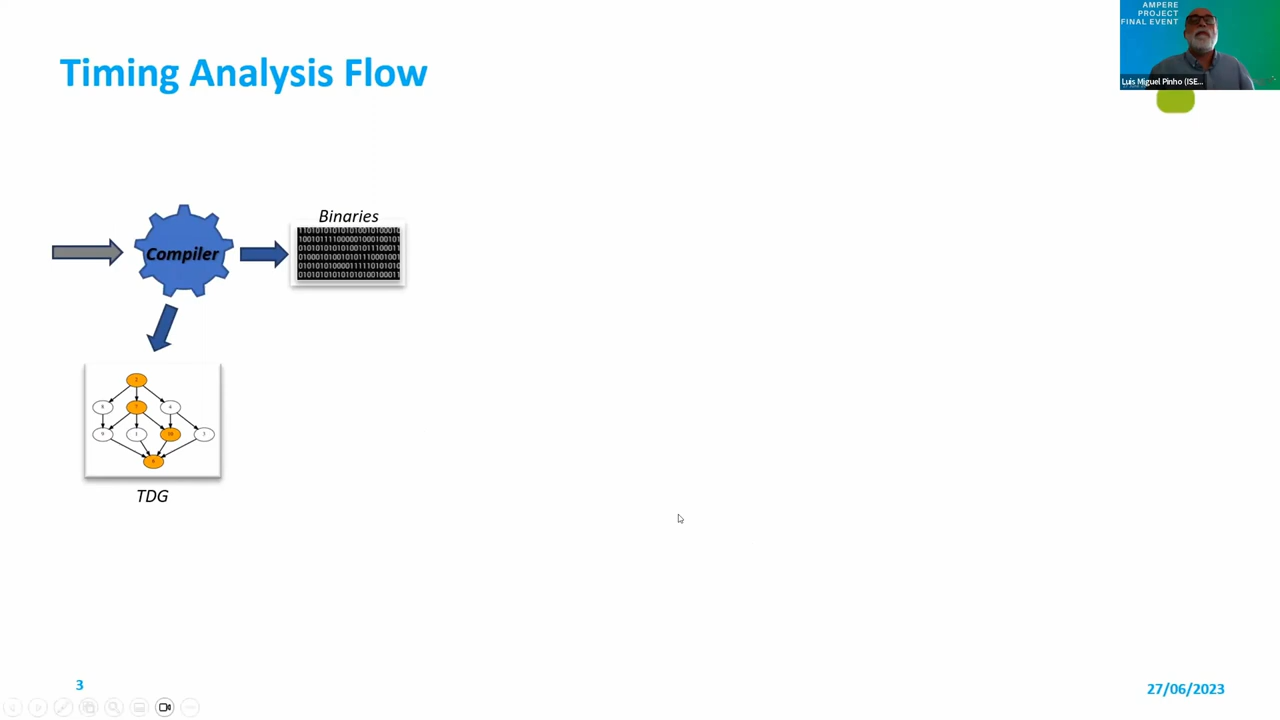 AMPERE
PROJECT
FINAL EVENT
Luis Miguel Pinho (ISE...
Timing Analysis Flow
Compiler
Binaries
TDG
3
27/06/2023